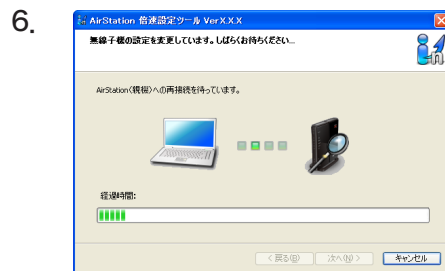 6.
AirStation 倍速設定ツール VerX.X.X
無線子機の設定を変更しています。しばらくお待ちください...
AirStation(親機)への再接続を待っています。
経過時間:
< 戻る(B) 次へ(N) > キャンセル